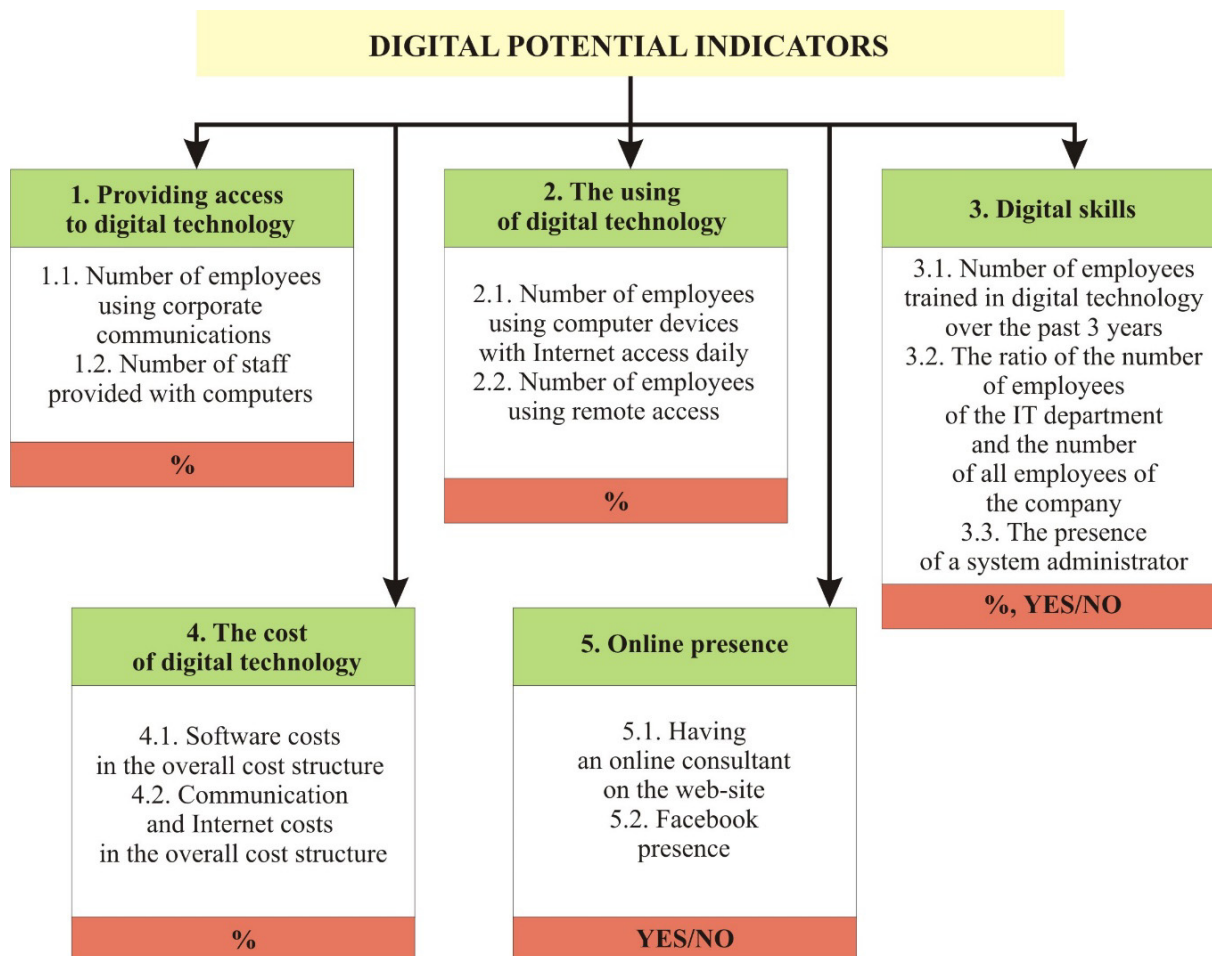 DIGITAL POTENTIAL INDICATORS
1. Providing access
to digital technology
1.1. Number of employees
using corporate
communications
1.2. Number of staff
provided with computers
%
2. The using
of digital technology
2.1. Number of employees
using computer devices
with Internet access daily
2.2. Number of employees
using remote access
%
3. Digital skills
3.1. Number of employees
trained in digital technology
over the past 3 years
3.2. The ratio of the number
of employees
of the IT department
and the number
of all employees of
the company
3.3. The presence
of a system administrator
%, YES/NO
4. The cost
of digital technology
4.1. Software costs
in the overall cost structure
4.2. Communication
and Internet costs
in the overall cost structure
%
5. Online presence
5.1. Having
an online consultant
on the web-site
5.2. Facebook
presence
YES/NO